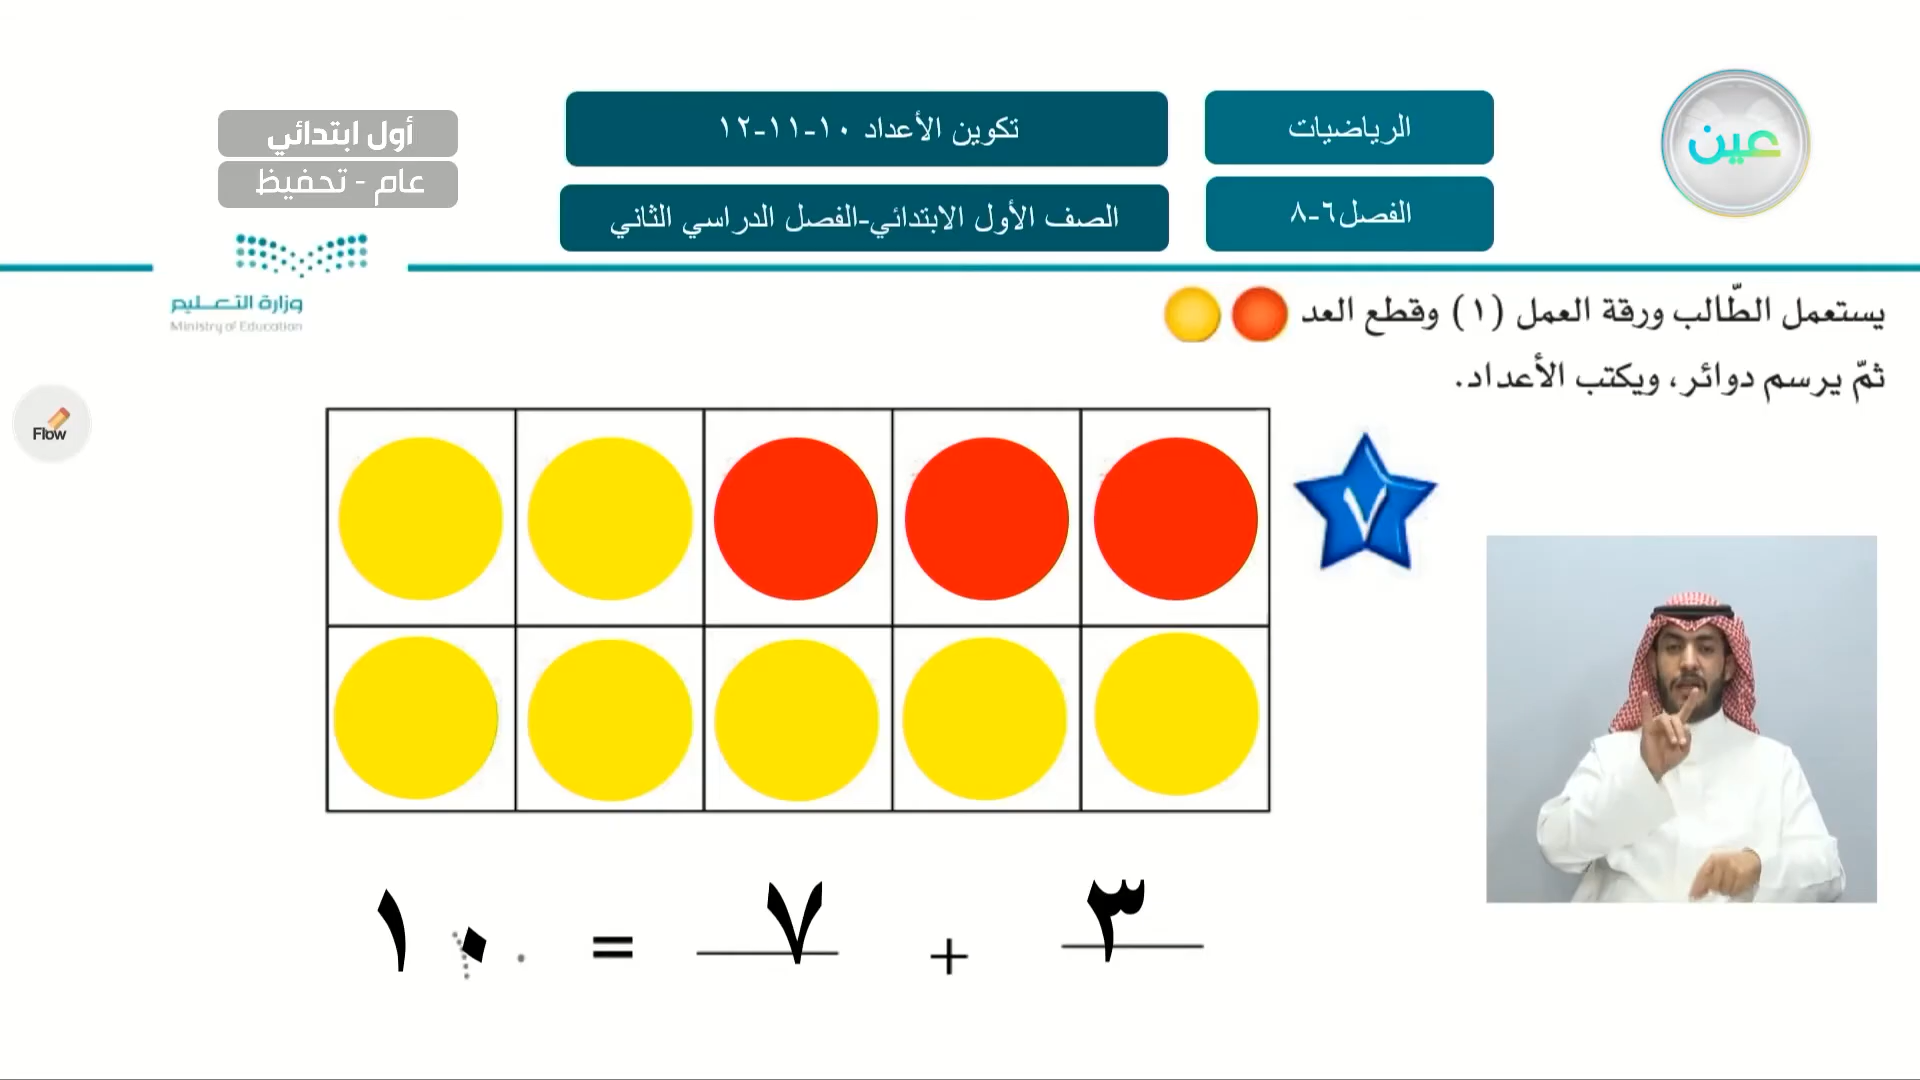 عين
الرياضيات
تكوين الأعداد ١٠-١١-١٢
أول ابتدائي
عام - تحفيظ
الفصل٦-٨
الصف الأول الابتدائي-الفصل الدراسي الثاني
وزارة التعليم
Ministry of Education
يستعمل الطّالب ورقة العمل (١) وقطع العد
ثمّ يرسم دوائر، ويكتب الأعداد.
Flow
٧
٣ + ٧ = ١٠